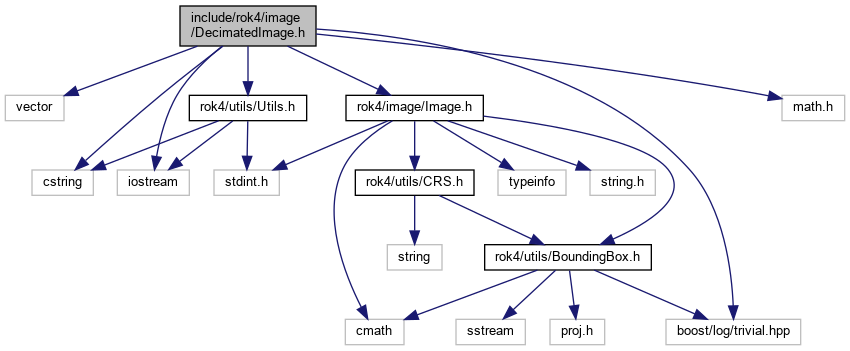 include/rok4/image
/DecimatedImage.h
vector
rok4/utils/Utils.h
rok4/image/Image.h
math.h
cstring
iostream
stdint.h
rok4/utils/CRS.h
typeinfo
string.h
string
rok4/utils/BoundingBox.h
cmath
sstream
proj.h
boost/log/trivial.hpp